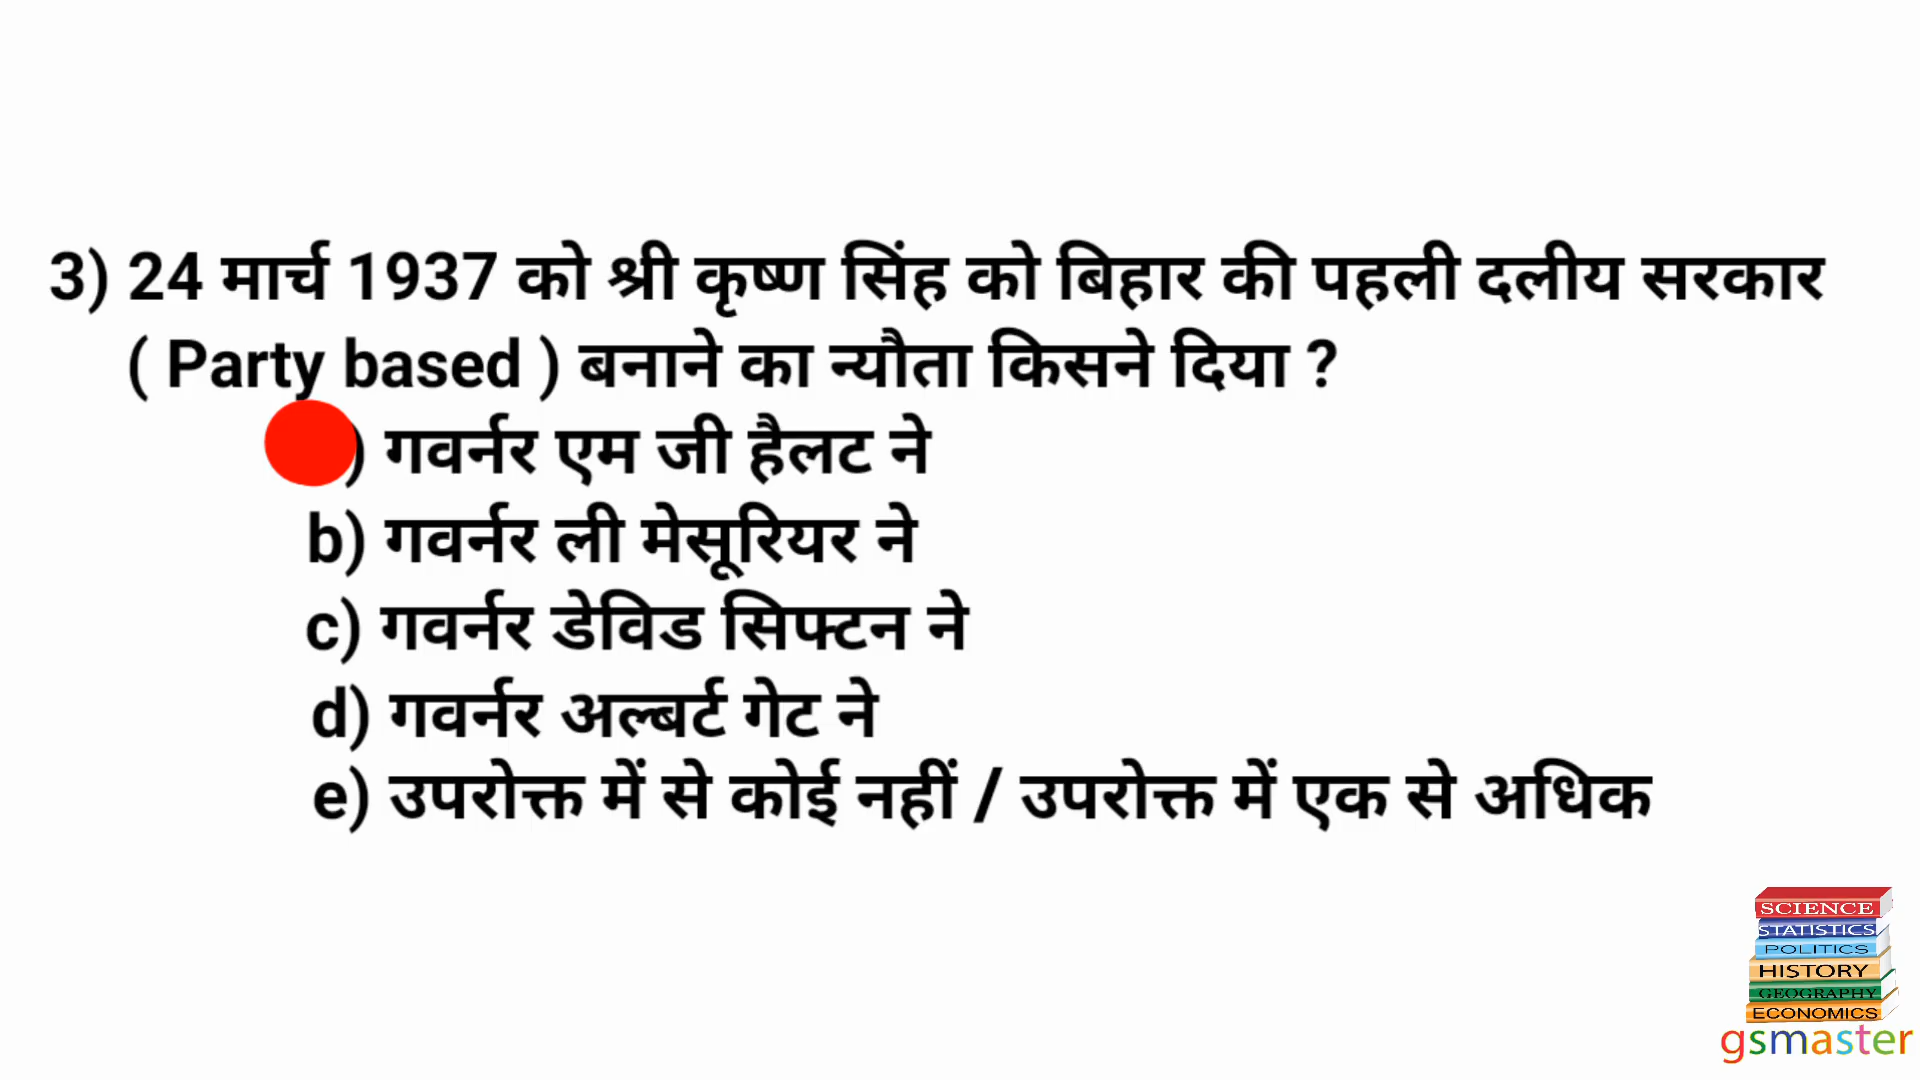 3) 24 मार्च 1937 को श्री कृष्ण सिंह को बिहार की पहली दलीय सरकार
( Party based ) बनाने का न्यौता किसने दिया ?
) गवर्नर एम जी हैलट ने
b) गवर्नर ली मेसूरियर ने
c) गवर्नर डेविड सिफ्टन ने
d) गवर्नर अल्बर्ट गेट ने
e) उपरोक्त में से कोई नहीं / उपरोक्त में एक से अधिक
SCIENCE
STATISTICS
POLITICS
HISTORY
GEOGRAPHY
ECONOMICS
gsmaster